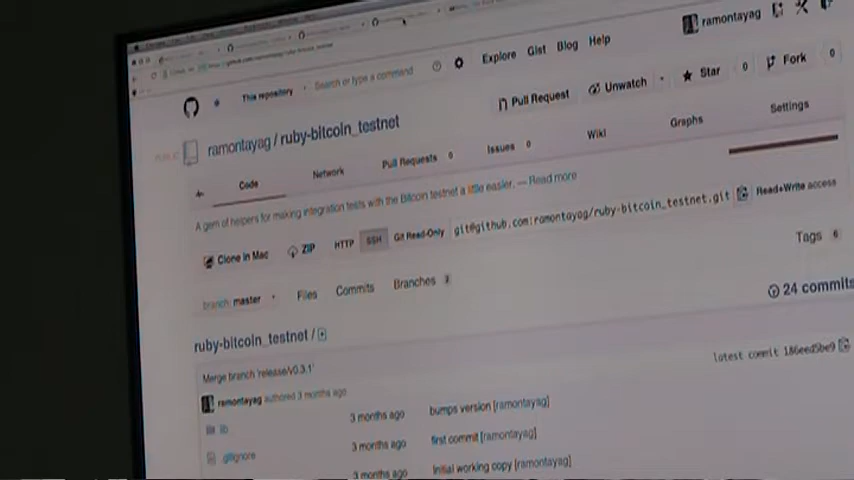 ramontayag
This repository Search or type a command Explore Gist Blog Help
ramontayag / ruby-bitcoin_testnet Pull Request Unwatch Star 0 Fork 0
Code Network Pull Requests 0 Issues 0 Wiki Graphs Settings
A gem of helpers for making integration tests with the Bitcoin testnet a little easier. — Read more
Clone in Mac ZIP HTTP SSH Git Read-Only git@github.com:ramontayag/ruby-bitcoin_testnet.git Read+Write access
branch: master Files Commits Branches Tags 6
ruby-bitcoin_testnet / 24 commits
Merge branch 'release/v0.3.1'
ramontayag authored 3 months ago latest commit 186eed5be9
lib 3 months ago bumps version [ramontayag]
.gitignore 3 months ago first commit [ramontayag]
3 months ago Initial working copy [ramontayag]